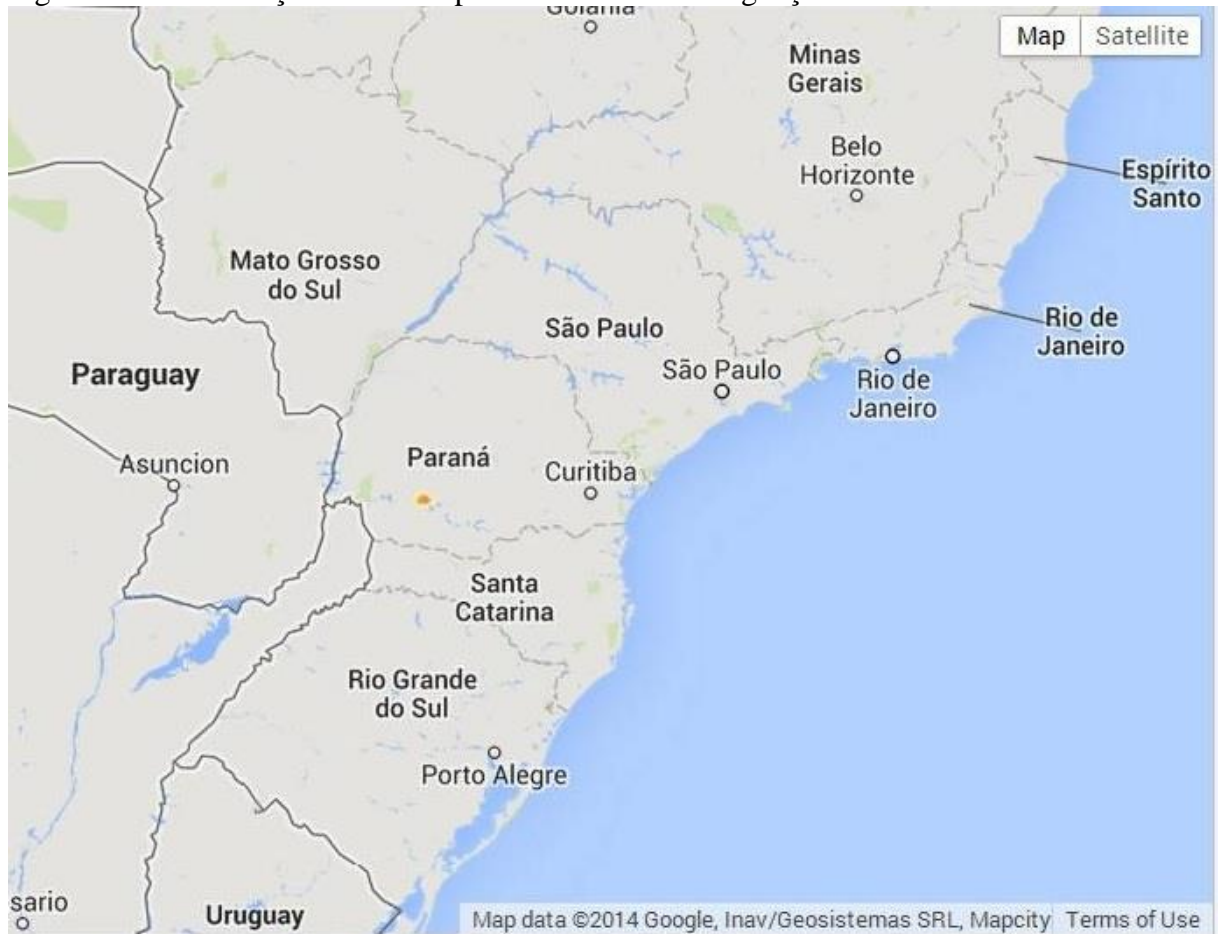 Goiânia
Map
Satellite
Minas
Gerais
Belo
Horizonte
Espírito
Santo
Mato Grosso
do Sul
São Paulo
Rio de
Janeiro
Paraguay
São Paulo
Rio de
Janeiro
Asuncion
Paraná
Curitiba
Santa
Catarina
Rio Grande
do Sul
Porto Alegre
sario
Uruguay
Map data ©2014 Google, Inav/Geosistemas SRL, Mapcity
Terms of Use